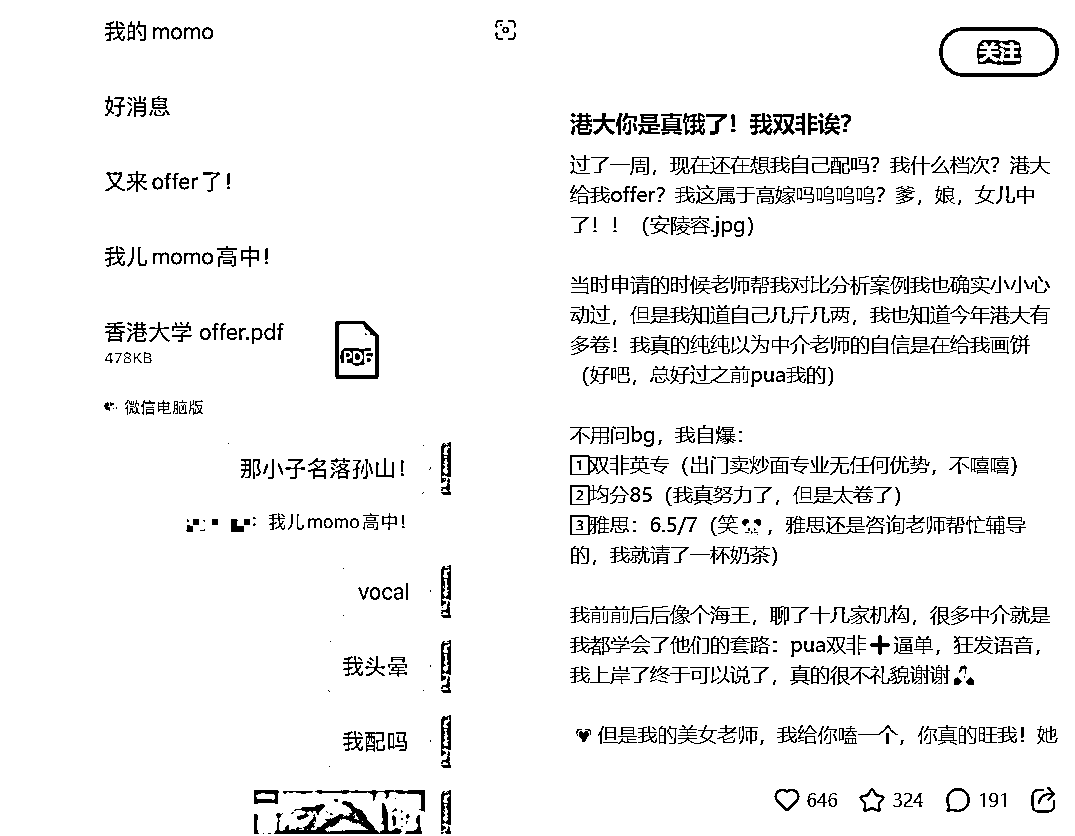 我的momo
好消息
又来offer了！
我儿momo高中！
香港大学 offer.pdf
478KB
PDF
微信电脑版
那小子名落孙山！
我儿momo高中！
vocal
我头晕
我配吗
关注
港大你是真饿了！我双非诶？
过了一周，现在还在想我自己配吗？我什么档次？港大
给我offer？我这属于高嫁吗呜呜呜？爹，娘，女儿中
了！！（安陵容.jpg）
当时申请的时候老师帮我对比分析案例我也确实小小心
动过，但是我知道自己几斤几两，我也知道今年港大有
多卷！我真的纯纯以为中介老师的自信是在给我画饼
（好吧，总好过之前pua我的）
不用问bg，我自爆：
1双非英专（出门卖炒面专业无任何优势，不嘻嘻）
2均分85（我真努力了，但是太卷了）
3雅思：6.5/7（笑，雅思还是咨询老师帮忙辅导
的，我就请了一杯奶茶）
我前前后后像个海王，聊了十几家机构，很多中介就是
我都学会了他们的套路：pua双非➕逼单，狂发语音，
我上岸了终于可以说了，真的很不礼貌谢谢
但是我的美女老师，我给你嗑一个，你真的旺我！她
646 324 191